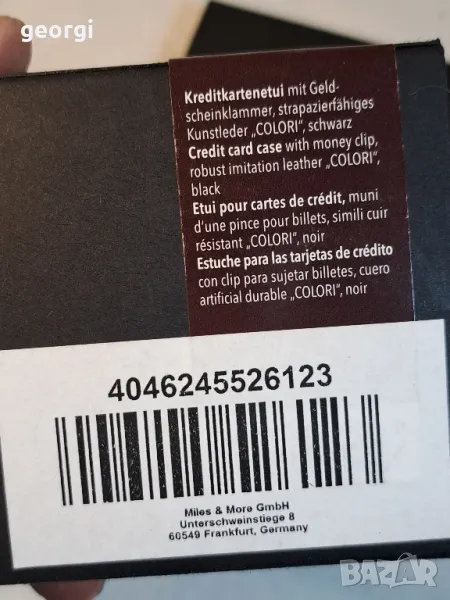 georgi
Kreditkartenetui mit Geld-
scheinklammer, strapazierfähiges
Kunstleder „COLORI“, schwarz
Credit card case with money clip,
robust imitation leather „COLORI“,
black
Etui pour cartes de crédit, muni
d'une pince pour billets, simili cuir
résistant „COLORI“, noir
Estuche para las tarjetas de crédito
con clip para sujetar billetes, cuero
artificial durable „COLORI“, noir
4046245526123
Miles & More GmbH
Unterschweinstiege 8
60549 Frankfurt, Germany
BAZAR